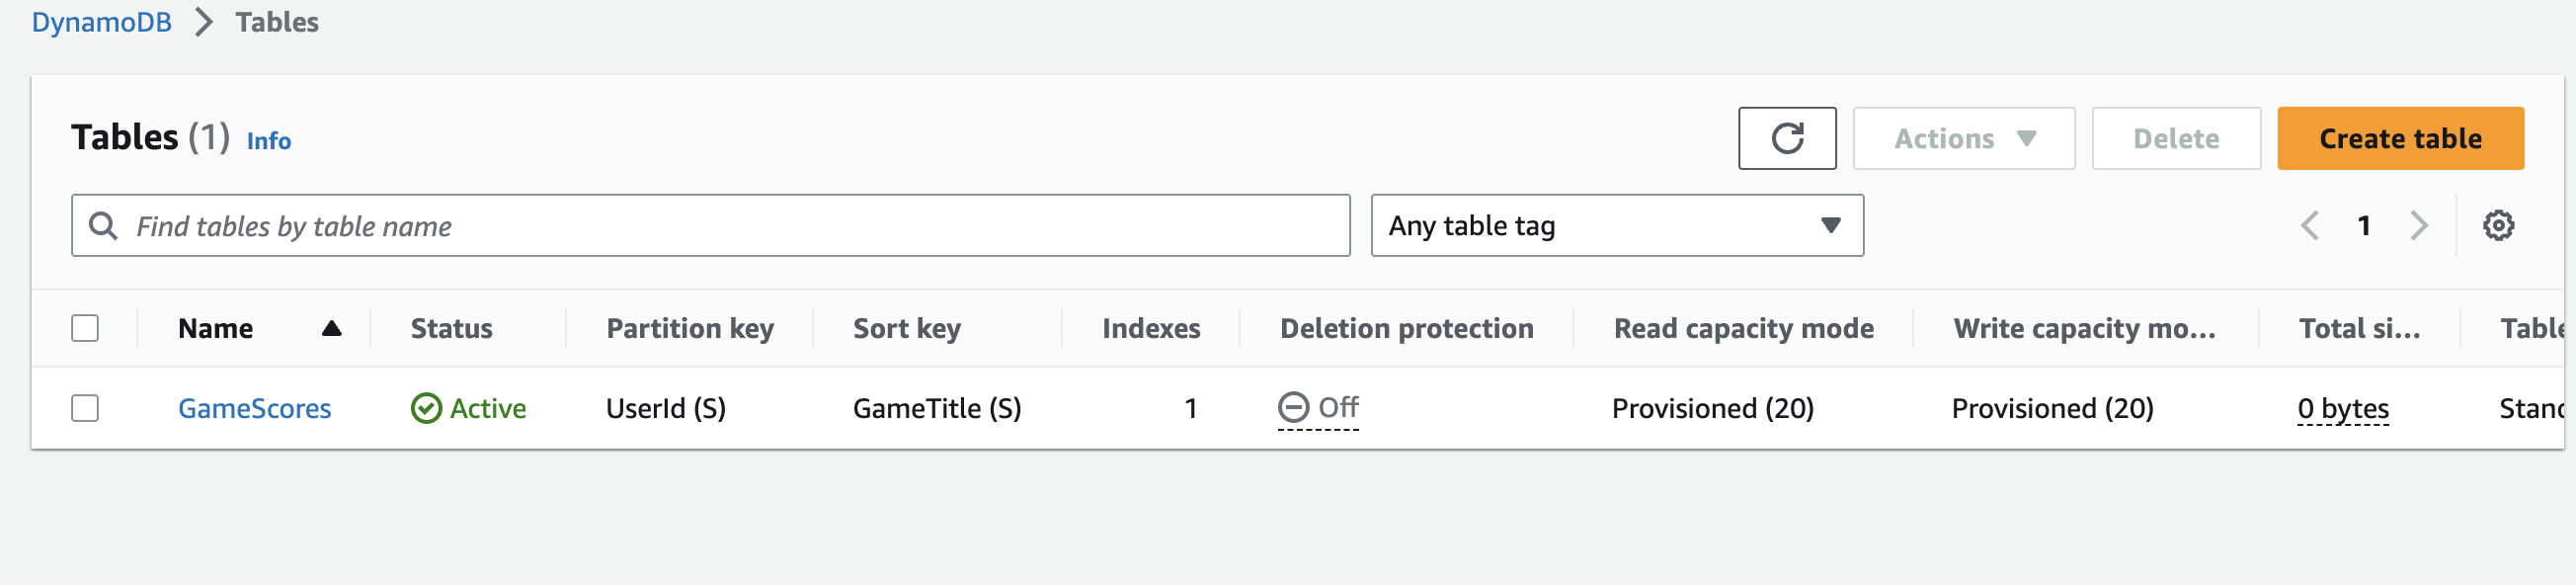 DynamoDB > Tables
Tables (1) Info
Actions Delete Create table
Find tables by table name Any table tag 1
Name Status Partition key Sort key Indexes Deletion protection Read capacity mode Write capacity mo... Total si... Table
GameScores Active UserId (S) GameTitle (S) 1 Off Provisioned (20) Provisioned (20) 0 bytes Stand